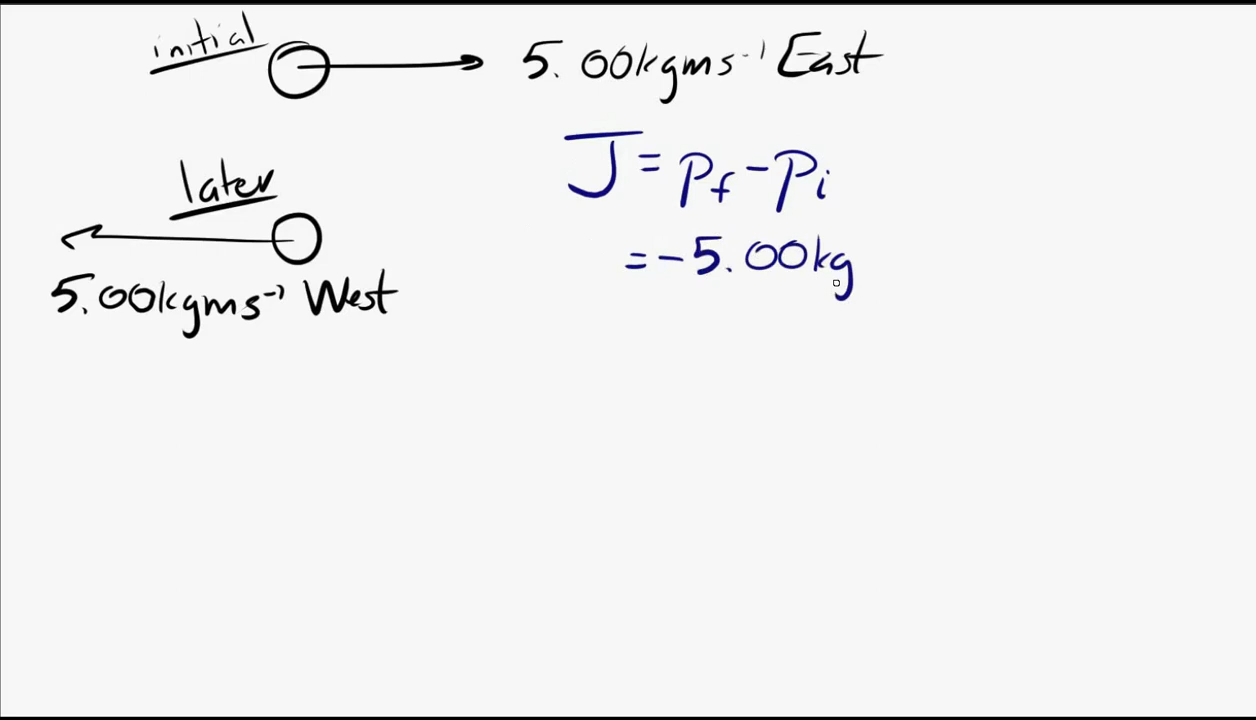 initial
5.00kgms⁻¹ East
J = pf - pi
later
= -5.00kg
5.00kgms⁻¹ West